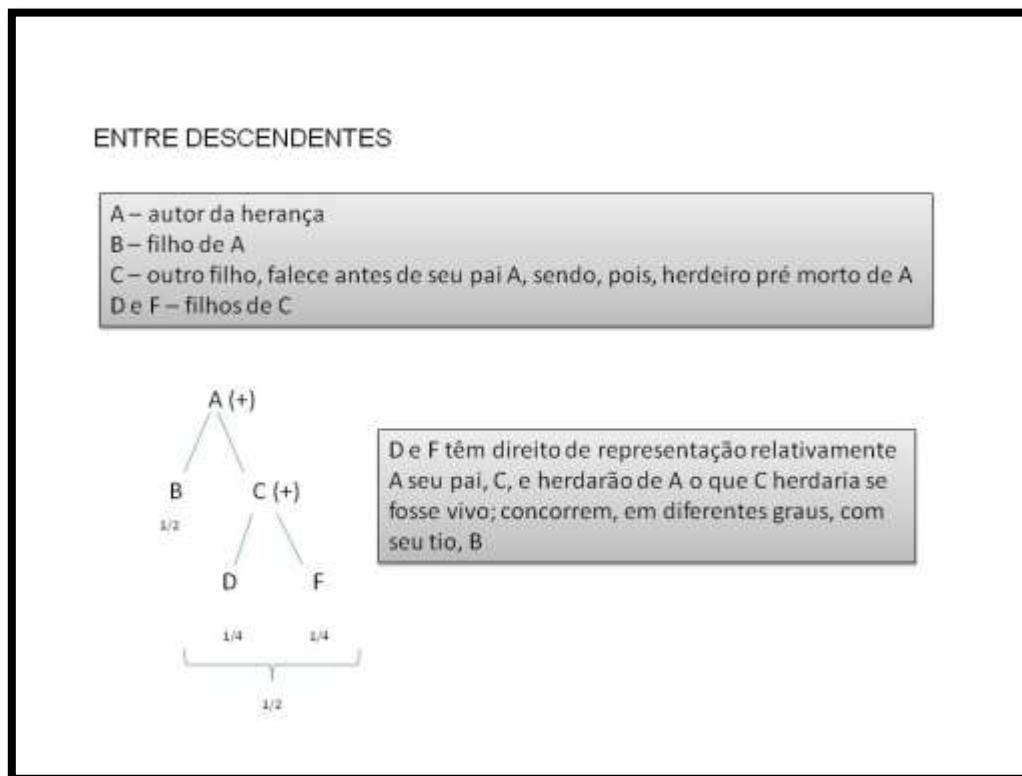 ENTRE DESCENDENTES
A – autor da herança
B – filho de A
C – outro filho, falece antes de seu pai A, sendo, pois, herdeiro pré morto de A
D e F – filhos de C
A (+)
D e F têm direito de representação relativamente
A seu pai, C, e herdarão de A o que C herdaria se
fosse vivo; concorrem, em diferentes graus, com
seu tio, B
B C (+)
1/2
D F
1/4 1/4
1/2